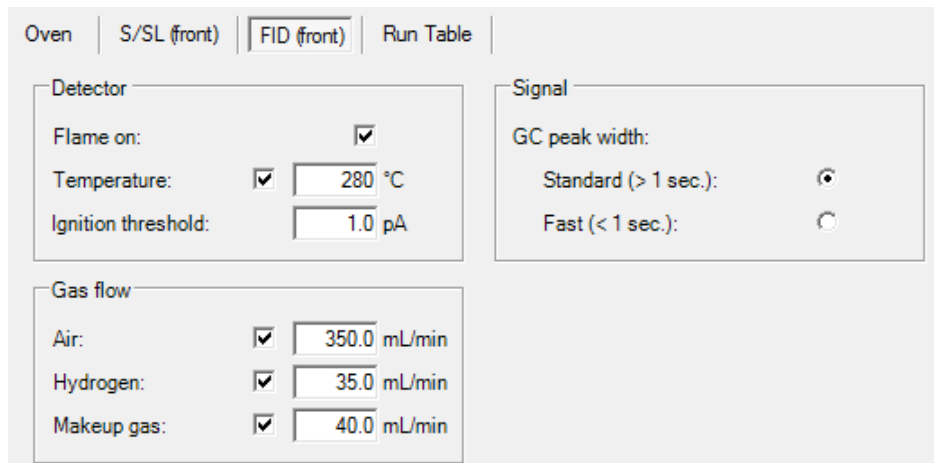 Oven S/SL (front) FID (front) Run Table
Detector
Flame on:
Temperature: 280 °C
Ignition threshold: 1.0 pA
Signal
GC peak width:
Standard (> 1 sec.):
Fast (< 1 sec.):
Gas flow
Air: 350.0 mL/min
Hydrogen: 35.0 mL/min
Makeup gas: 40.0 mL/min